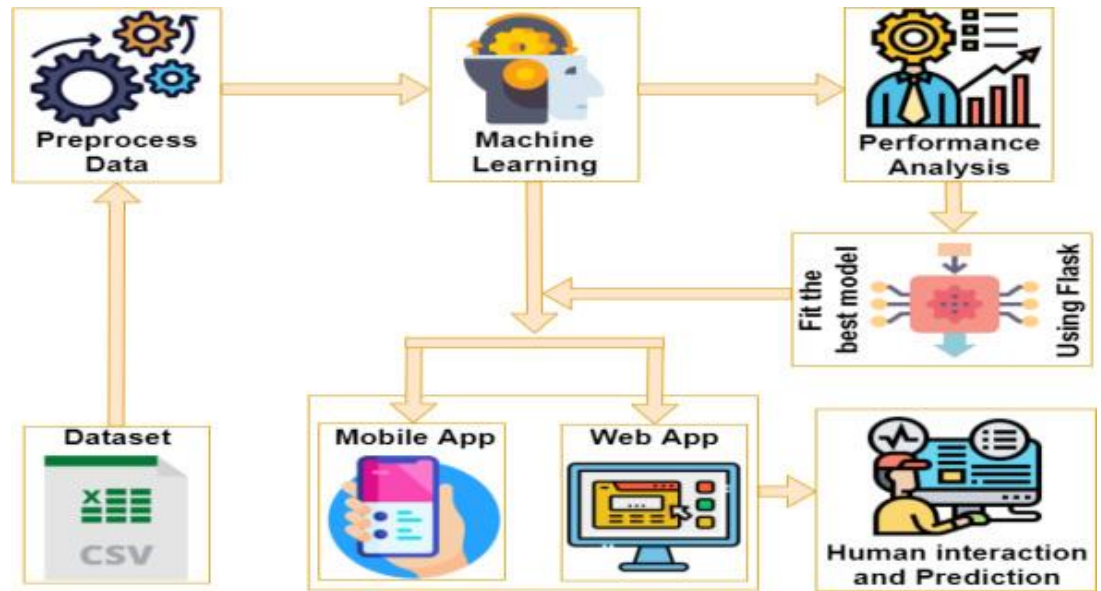 Preprocess
Data
Machine
Learning
Performance
Analysis
Fit the
best model
Using Flask
Dataset
X
CSV
Mobile App
Web App
Human interaction
and Prediction